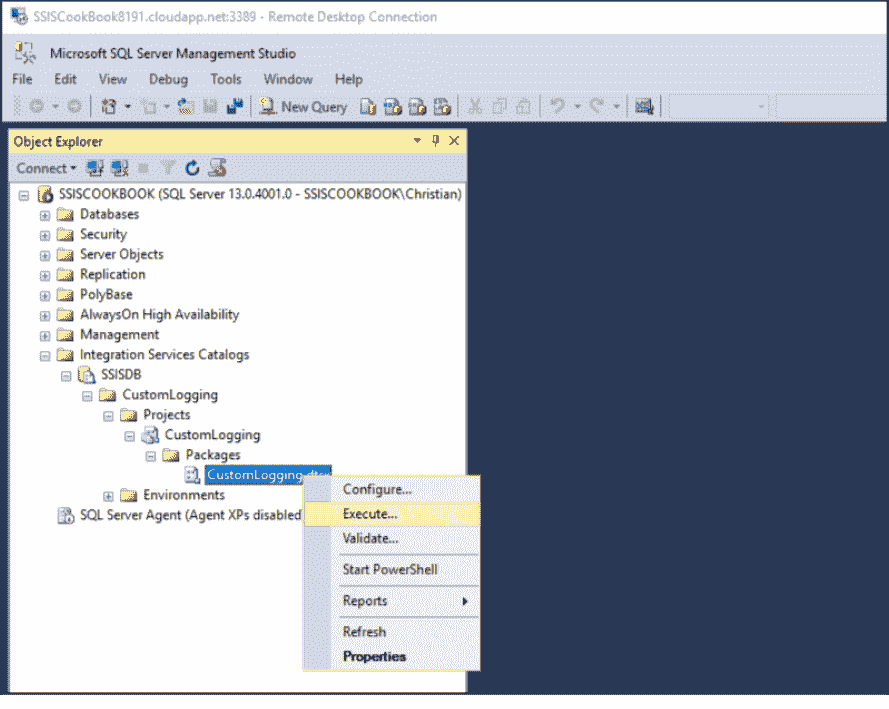 SSISCookBook8191.cloudapp.net:3389 - Remote Desktop Connection
Microsoft SQL Server Management Studio
File Edit View Debug Tools Window Help
New Query
Object Explorer
Connect
SSISCOOKBOOK (SQL Server 13.0.4001.0 - SSISCOOKBOOK\Christian)
Databases
Security
Server Objects
Replication
PolyBase
AlwaysOn High Availability
Management
Integration Services Catalogs
SSISDB
CustomLogging
Projects
CustomLogging
Packages
CustomLogging.dtsx
Environments
SQL Server Agent (Agent XPs disabled
Configure...
Execute...
Validate...
Start PowerShell
Reports
Refresh
Properties